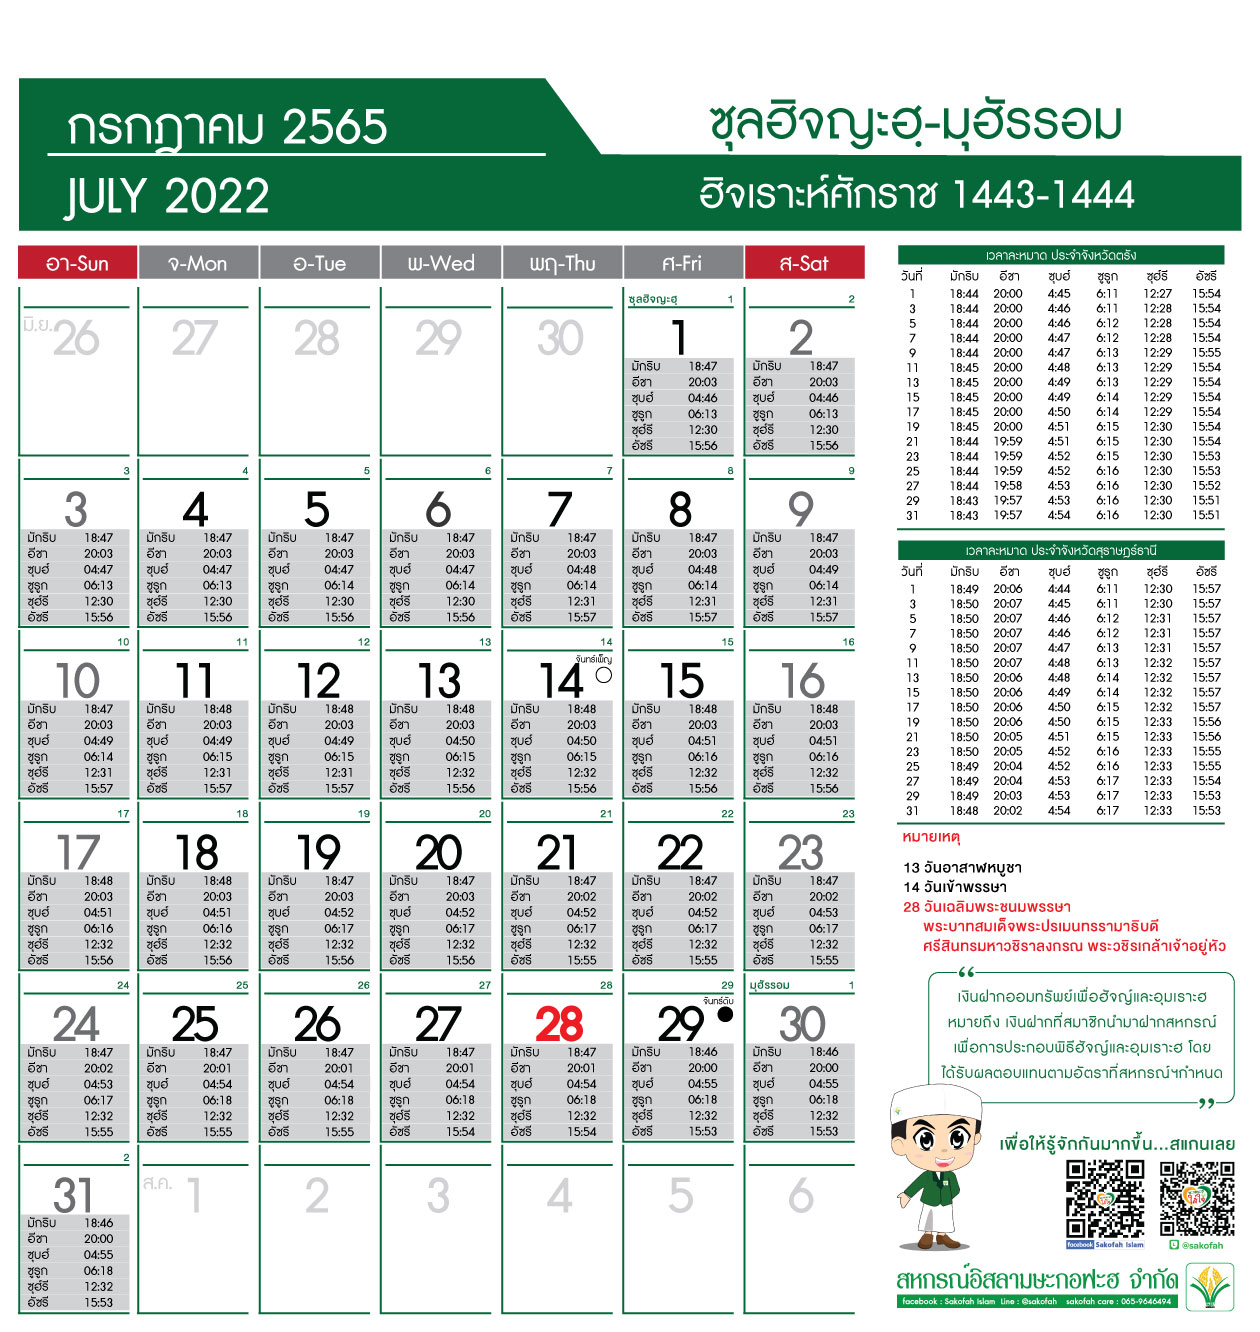 กรกฎาคม 2565
JULY 2022
ซุลฮิจญะฮฺ-มุฮัรรอม
ฮิจเราะห์ศักราช 1443-1444
อา-Sun จ-Mon อ-Tue พ-Wed พฤ-Thu ศ-Fri ส-Sat
ซุลฮิจญะฮฺ 1 2
มิ.ย. 26 27 28 29 30 1 2
มักริบ 18:47 มักริบ 18:47
อีชา 20:03 อีชา 20:03
ซุบฮ์ 04:46 ซุบฮ์ 04:46
ชูรูก 06:13 ชูรูก 06:13
ซุฮ์รี 12:30 ซุฮ์รี 12:30
อัซรี 15:56 อัซรี 15:56
3 4 5 6 7 8 9
3 4 5 6 7 8 9
มักริบ 18:47 มักริบ 18:47 มักริบ 18:47 มักริบ 18:47 มักริบ 18:47 มักริบ 18:47 มักริบ 18:47
อีชา 20:03 อีชา 20:03 อีชา 20:03 อีชา 20:03 อีชา 20:03 อีชา 20:03 อีชา 20:03
ซุบฮ์ 04:47 ซุบฮ์ 04:47 ซุบฮ์ 04:47 ซุบฮ์ 04:47 ซุบฮ์ 04:48 ซุบฮ์ 04:48 ซุบฮ์ 04:49
ชูรูก 06:13 ชูรูก 06:13 ชูรูก 06:14 ชูรูก 06:14 ชูรูก 06:14 ชูรูก 06:14 ชูรูก 06:14
ซุฮ์รี 12:30 ซุฮ์รี 12:30 ซุฮ์รี 12:30 ซุฮ์รี 12:30 ซุฮ์รี 12:31 ซุฮ์รี 12:31 ซุฮ์รี 12:31
อัซรี 15:56 อัซรี 15:56 อัซรี 15:56 อัซรี 15:56 อัซรี 15:57 อัซรี 15:57 อัซรี 15:57
10 11 12 13 14 15 16
จันทร์เพ็ญ
10 11 12 13 14 15 16
มักริบ 18:47 มักริบ 18:48 มักริบ 18:48 มักริบ 18:48 มักริบ 18:48 มักริบ 18:48 มักริบ 18:48
อีชา 20:03 อีชา 20:03 อีชา 20:03 อีชา 20:03 อีชา 20:03 อีชา 20:03 อีชา 20:03
ซุบฮ์ 04:49 ซุบฮ์ 04:49 ซุบฮ์ 04:49 ซุบฮ์ 04:50 ซุบฮ์ 04:50 ซุบฮ์ 04:51 ซุบฮ์ 04:51
ชูรูก 06:14 ชูรูก 06:15 ชูรูก 06:15 ชูรูก 06:15 ชูรูก 06:15 ชูรูก 06:16 ชูรูก 06:16
ซุฮ์รี 12:31 ซุฮ์รี 12:31 ซุฮ์รี 12:31 ซุฮ์รี 12:32 ซุฮ์รี 12:32 ซุฮ์รี 12:32 ซุฮ์รี 12:32
อัซรี 15:57 อัซรี 15:57 อัซรี 15:57 อัซรี 15:56 อัซรี 15:56 อัซรี 15:56 อัซรี 15:56
17 18 19 20 21 22 23
17 18 19 20 21 22 23
มักริบ 18:48 มักริบ 18:48 มักริบ 18:47 มักริบ 18:47 มักริบ 18:47 มักริบ 18:47 มักริบ 18:47
อีชา 20:03 อีชา 20:03 อีชา 20:03 อีชา 20:03 อีชา 20:02 อีชา 20:02 อีชา 20:02
ซุบฮ์ 04:51 ซุบฮ์ 04:51 ซุบฮ์ 04:52 ซุบฮ์ 04:52 ซุบฮ์ 04:52 ซุบฮ์ 04:52 ซุบฮ์ 04:53
ชูรูก 06:16 ชูรูก 06:16 ชูรูก 06:17 ชูรูก 06:17 ชูรูก 06:17 ชูรูก 06:17 ชูรูก 06:17
ซุฮ์รี 12:32 ซุฮ์รี 12:32 ซุฮ์รี 12:32 ซุฮ์รี 12:32 ซุฮ์รี 12:32 ซุฮ์รี 12:32 ซุฮ์รี 12:32
อัซรี 15:56 อัซรี 15:56 อัซรี 15:56 อัซรี 15:56 อัซรี 15:55 อัซรี 15:55 อัซรี 15:55
24 25 26 27 28 29 มุฮัรรอม 1
จันทร์ดับ
24 25 26 27 28 29 30
มักริบ 18:47 มักริบ 18:47 มักริบ 18:47 มักริบ 18:47 มักริบ 18:47 มักริบ 18:46 มักริบ 18:46
อีชา 20:02 อีชา 20:01 อีชา 20:01 อีชา 20:01 อีชา 20:01 อีชา 20:00 อีชา 20:00
ซุบฮ์ 04:53 ซุบฮ์ 04:54 ซุบฮ์ 04:54 ซุบฮ์ 04:54 ซุบฮ์ 04:54 ซุบฮ์ 04:55 ซุบฮ์ 04:55
ชูรูก 06:17 ชูรูก 06:18 ชูรูก 06:18 ชูรูก 06:18 ชูรูก 06:18 ชูรูก 06:18 ชูรูก 06:18
ซุฮ์รี 12:32 ซุฮ์รี 12:32 ซุฮ์รี 12:32 ซุฮ์รี 12:32 ซุฮ์รี 12:32 ซุฮ์รี 12:32 ซุฮ์รี 12:32
อัซรี 15:55 อัซรี 15:55 อัซรี 15:55 อัซรี 15:54 อัซรี 15:54 อัซรี 15:53 อัซรี 15:53
2
31 ส.ค. 1 2 3 4 5 6
มักริบ 18:46
อีชา 20:00
ซุบฮ์ 04:55
ชูรูก 06:18
ซุฮ์รี 12:32
อัซรี 15:53
เวลาละหมาด ประจำจังหวัดตรัง
วันที่ มักริบ อีชา ซุบฮ์ ชูรูก ซุฮ์รี อัซรี
1 18:44 20:00 4:45 6:11 12:27 15:54
3 18:44 20:00 4:46 6:11 12:28 15:54
5 18:44 20:00 4:46 6:12 12:28 15:54
7 18:44 20:00 4:47 6:12 12:28 15:54
9 18:44 20:00 4:47 6:13 12:29 15:55
11 18:45 20:00 4:48 6:13 12:29 15:54
13 18:45 20:00 4:49 6:13 12:29 15:54
15 18:45 20:00 4:49 6:14 12:29 15:54
17 18:45 20:00 4:50 6:14 12:29 15:54
19 18:45 20:00 4:51 6:15 12:30 15:54
21 18:44 19:59 4:51 6:15 12:30 15:54
23 18:44 19:59 4:52 6:15 12:30 15:53
25 18:44 19:59 4:52 6:16 12:30 15:53
27 18:44 19:58 4:53 6:16 12:30 15:52
29 18:43 19:57 4:53 6:16 12:30 15:51
31 18:43 19:57 4:54 6:16 12:30 15:51
เวลาละหมาด ประจำจังหวัดสุราษฎร์ธานี
วันที่ มักริบ อีชา ซุบฮ์ ชูรูก ซุฮ์รี อัซรี
1 18:49 20:06 4:44 6:11 12:30 15:57
3 18:50 20:07 4:45 6:11 12:30 15:57
5 18:50 20:07 4:46 6:12 12:31 15:57
7 18:50 20:07 4:46 6:12 12:31 15:57
9 18:50 20:07 4:47 6:13 12:31 15:57
11 18:50 20:07 4:48 6:13 12:32 15:57
13 18:50 20:06 4:48 6:14 12:32 15:57
15 18:50 20:06 4:49 6:14 12:32 15:57
17 18:50 20:06 4:50 6:15 12:32 15:57
19 18:50 20:06 4:50 6:15 12:33 15:56
21 18:50 20:05 4:51 6:15 12:33 15:56
23 18:50 20:05 4:52 6:16 12:33 15:55
25 18:49 20:04 4:52 6:16 12:33 15:55
27 18:49 20:04 4:53 6:17 12:33 15:54
29 18:49 20:03 4:53 6:17 12:33 15:53
31 18:48 20:02 4:54 6:17 12:33 15:53
หมายเหตุ
13 วันอาสาฬหบูชา
14 วันเข้าพรรษา
28 วันเฉลิมพระชนมพรรษา
พระบาทสมเด็จพระปรเมนทรรามาธิบดี
ศรีสินทรมหาวชิราลงกรณ พระวชิรเกล้าเจ้าอยู่หัว
“
เงินฝากออมทรัพย์เพื่อฮัจญ์และอุมเราะฮ
หมายถึง เงินฝากที่สมาชิกนำมาฝากสหกรณ์
เพื่อการประกอบพิธีฮัจญ์และอุมเราะฮ โดย
ได้รับผลตอบแทนตามอัตราที่สหกรณ์ฯกำหนด
”
เพื่อให้รู้จักกันมากขึ้น...สแกนเลย
facebook Sakofah Islam @sakofah
สหกรณ์อิสลามษะกอฟะฮ จำกัด
facebook : Sakofah Islam Line : @sakofah sakofah care : 065-9646494